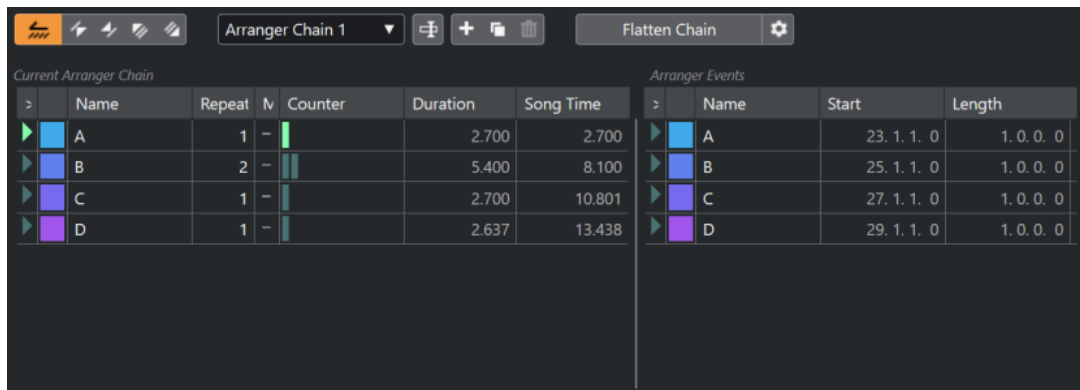 Arranger Chain 1 Flatten Chain
Current Arranger Chain Arranger Events
Name Repeat M Counter Duration Song Time Name Start Length
A 1 – 2.700 2.700 A 23. 1. 1. 0 1. 0. 0. 0
B 2 – 5.400 8.100 B 25. 1. 1. 0 1. 0. 0. 0
C 1 – 2.700 10.801 C 27. 1. 1. 0 1. 0. 0. 0
D 1 – 2.637 13.438 D 29. 1. 1. 0 1. 0. 0. 0